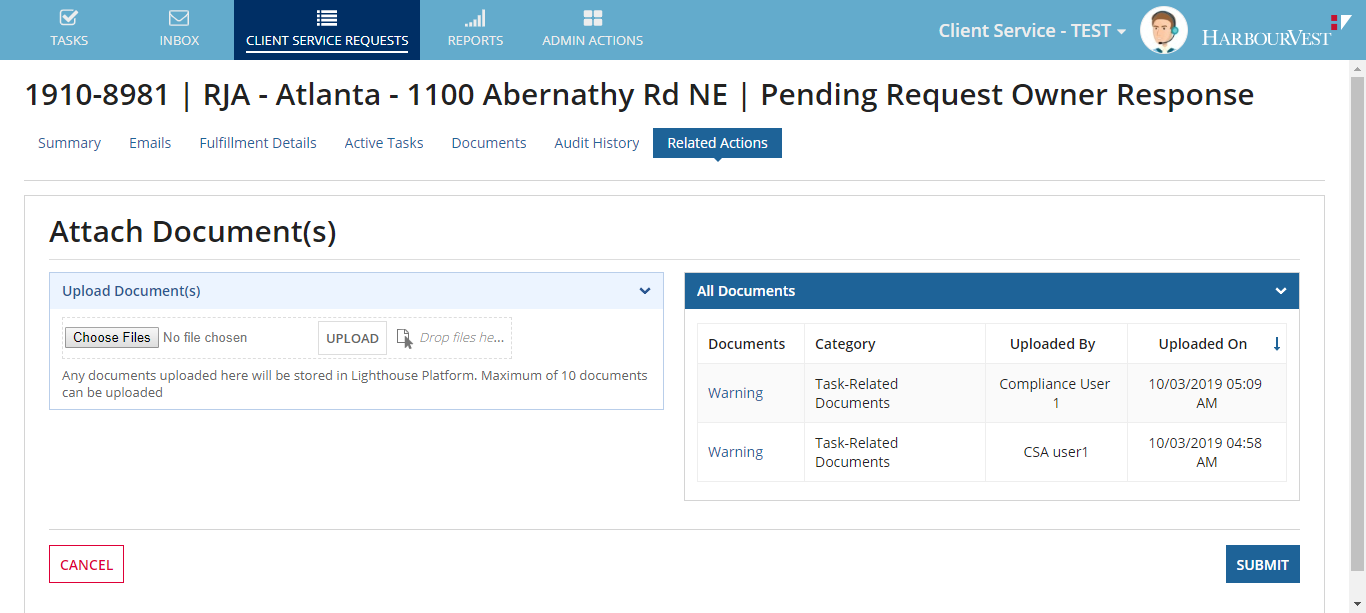 TASKS
INBOX
CLIENT SERVICE REQUESTS
REPORTS
ADMIN ACTIONS
Client Service - TEST
HARBOURVEST
1910-8981 | RJA - Atlanta - 1100 Abernathy Rd NE | Pending Request Owner Response
Summary
Emails
Fulfillment Details
Active Tasks
Documents
Audit History
Related Actions
Attach Document(s)
Upload Document(s)
Choose Files No file chosen
UPLOAD
Drop files he...
Any documents uploaded here will be stored in Lighthouse Platform. Maximum of 10 documents
can be uploaded
All Documents
Documents
Category
Uploaded By
Uploaded On
Warning
Task-Related
Documents
Compliance User
1
10/03/2019 05:09
AM
Warning
Task-Related
Documents
CSA user1
10/03/2019 04:58
AM
CANCEL
SUBMIT